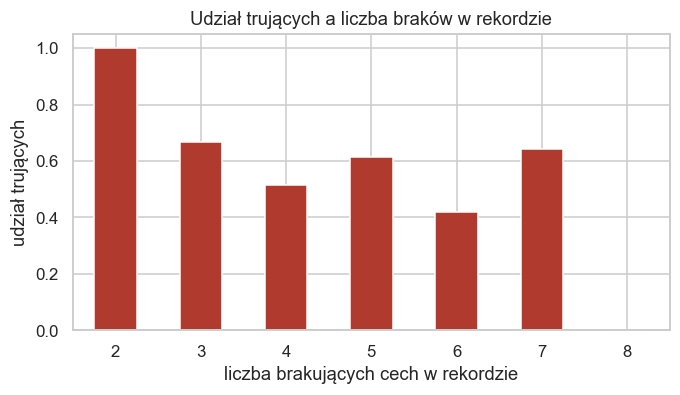 Udział trujących a liczba braków w rekordzie
1.0
0.8
0.6
0.4
0.2
0.0
udział trujących
2 3 4 5 6 7 8
liczba brakujących cech w rekordzie